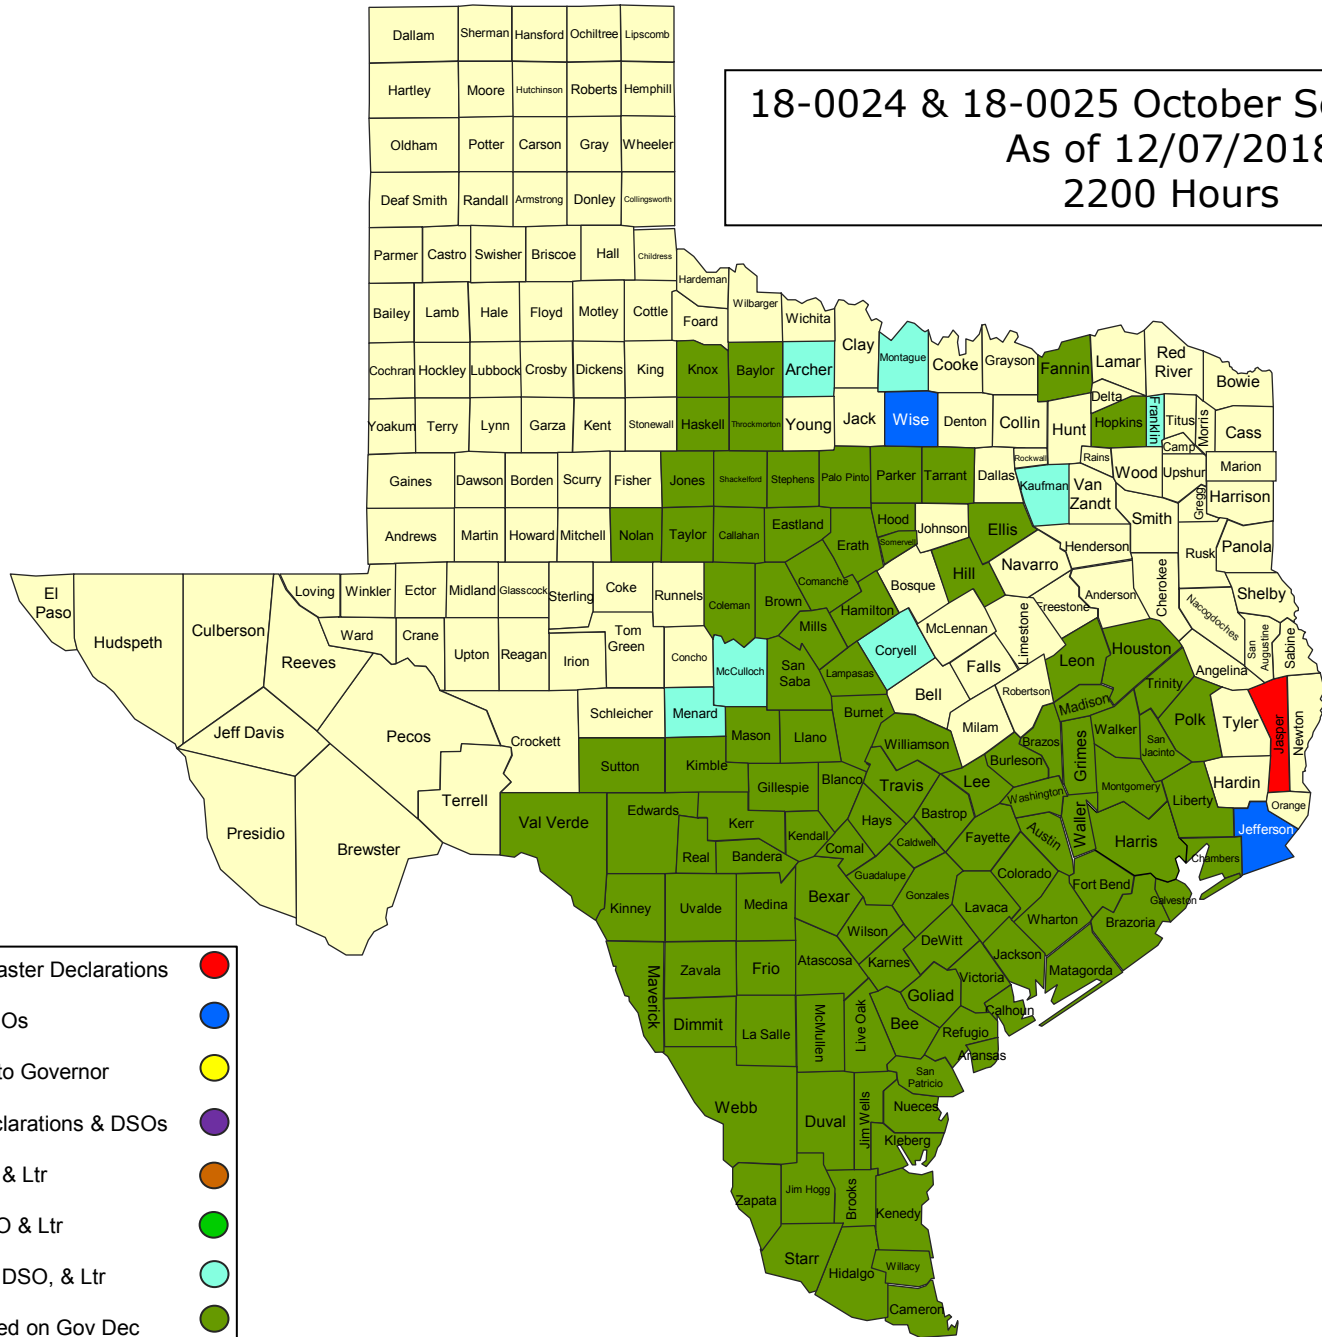 Dallam Sherman Hansford Ochiltree Lipscomb
Hartley Moore Hutchinson Roberts Hemphill
18-0024 & 18-0025 October
As of 12/07/2018
2200 Hours
Oldham Potter Carson Gray Wheeler
Deaf Smith Randall Armstrong Donley Collingsworth
Parmer Castro Swisher Briscoe Hall Childress
Hardeman
Wilbarger
Bailey Lamb Hale Floyd Motley Cottle Foard Wichita
Clay Montague Cooke Grayson Fannin Lamar Red River Bowie
Cochran Hockley Lubbock Crosby Dickens King Knox Baylor Archer
Delta
Yoakum Terry Lynn Garza Kent Stonewall Haskell Throckmorton Young Jack Wise Denton Collin Hunt Hopkins Franklin Titus Morris Cass
Camp
Rockwall Rains
Gaines Dawson Borden Scurry Fisher Jones Shackelford Stephens Palo Pinto Parker Tarrant Dallas Kaufman Van Zandt Wood Upshur Marion
Gregg Harrison
Andrews Martin Howard Mitchell Nolan Taylor Callahan Eastland Erath Hood Somervell Johnson Ellis Henderson Smith Rusk Panola
El Paso Hudspeth Culberson Loving Winkler Ector Midland Glasscock Sterling Coke Runnels Coleman Brown Comanche Hamilton Bosque Hill Navarro Anderson Cherokee Nacogdoches Shelby
Freestone
Reeves Ward Crane Upton Reagan Irion Tom Green Concho McCulloch San Saba Mills Lampasas Coryell McLennan Limestone Falls Leon Houston Angelina San Augustine Sabine
Jeff Davis Pecos Crockett Schleicher Menard Mason Llano Burnet Bell Milam Robertson Madison Trinity Polk Tyler Jasper Newton
Williamson Brazos Grimes Walker San Jacinto
Presidio Brewster Terrell Sutton Kimble Gillespie Blanco Travis Lee Burleson Washington Montgomery Liberty Hardin Orange
Val Verde Edwards Kerr Kendall Hays Bastrop Austin Waller Harris Jefferson
Real Bandera Comal Caldwell Fayette Chambers
Kinney Uvalde Medina Bexar Guadalupe Gonzales Lavaca Colorado Fort Bend Galveston
Wharton Brazoria
Wilson DeWitt
Maverick Zavala Frio Atascosa Karnes Jackson Matagorda
Goliad Victoria
Dimmit La Salle McMullen Live Oak Bee Refugio Calhoun
Aransas
San Patricio
Webb Duval Jim Wells Nueces
Kleberg
Zapata Jim Hogg Brooks Kenedy
Starr Hidalgo Willacy
Cameron
aster Declarations
Os
to Governor
clarations & DSOs
& Ltr
O & Ltr
DSO, & Ltr
ed on Gov Dec